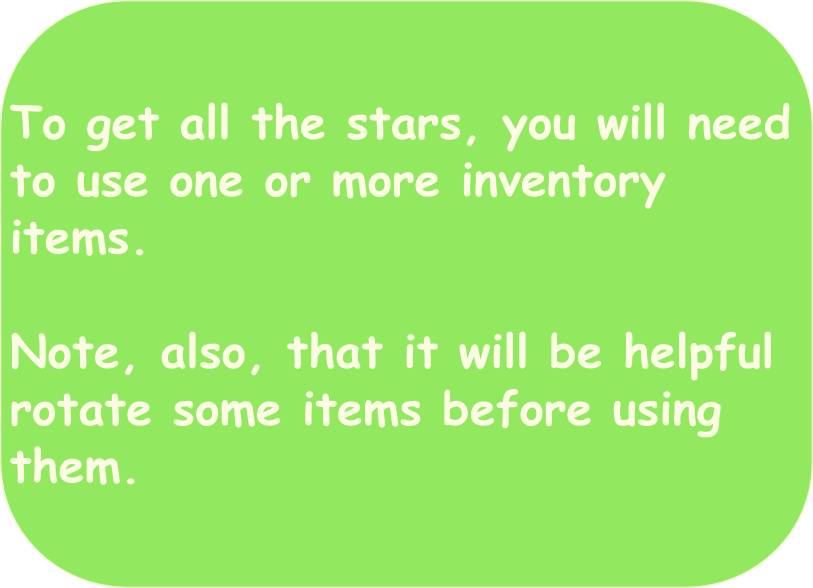 To get all the stars, you will need
to use one or more inventory
items.
Note, also, that it will be helpful
rotate some items before using
them.